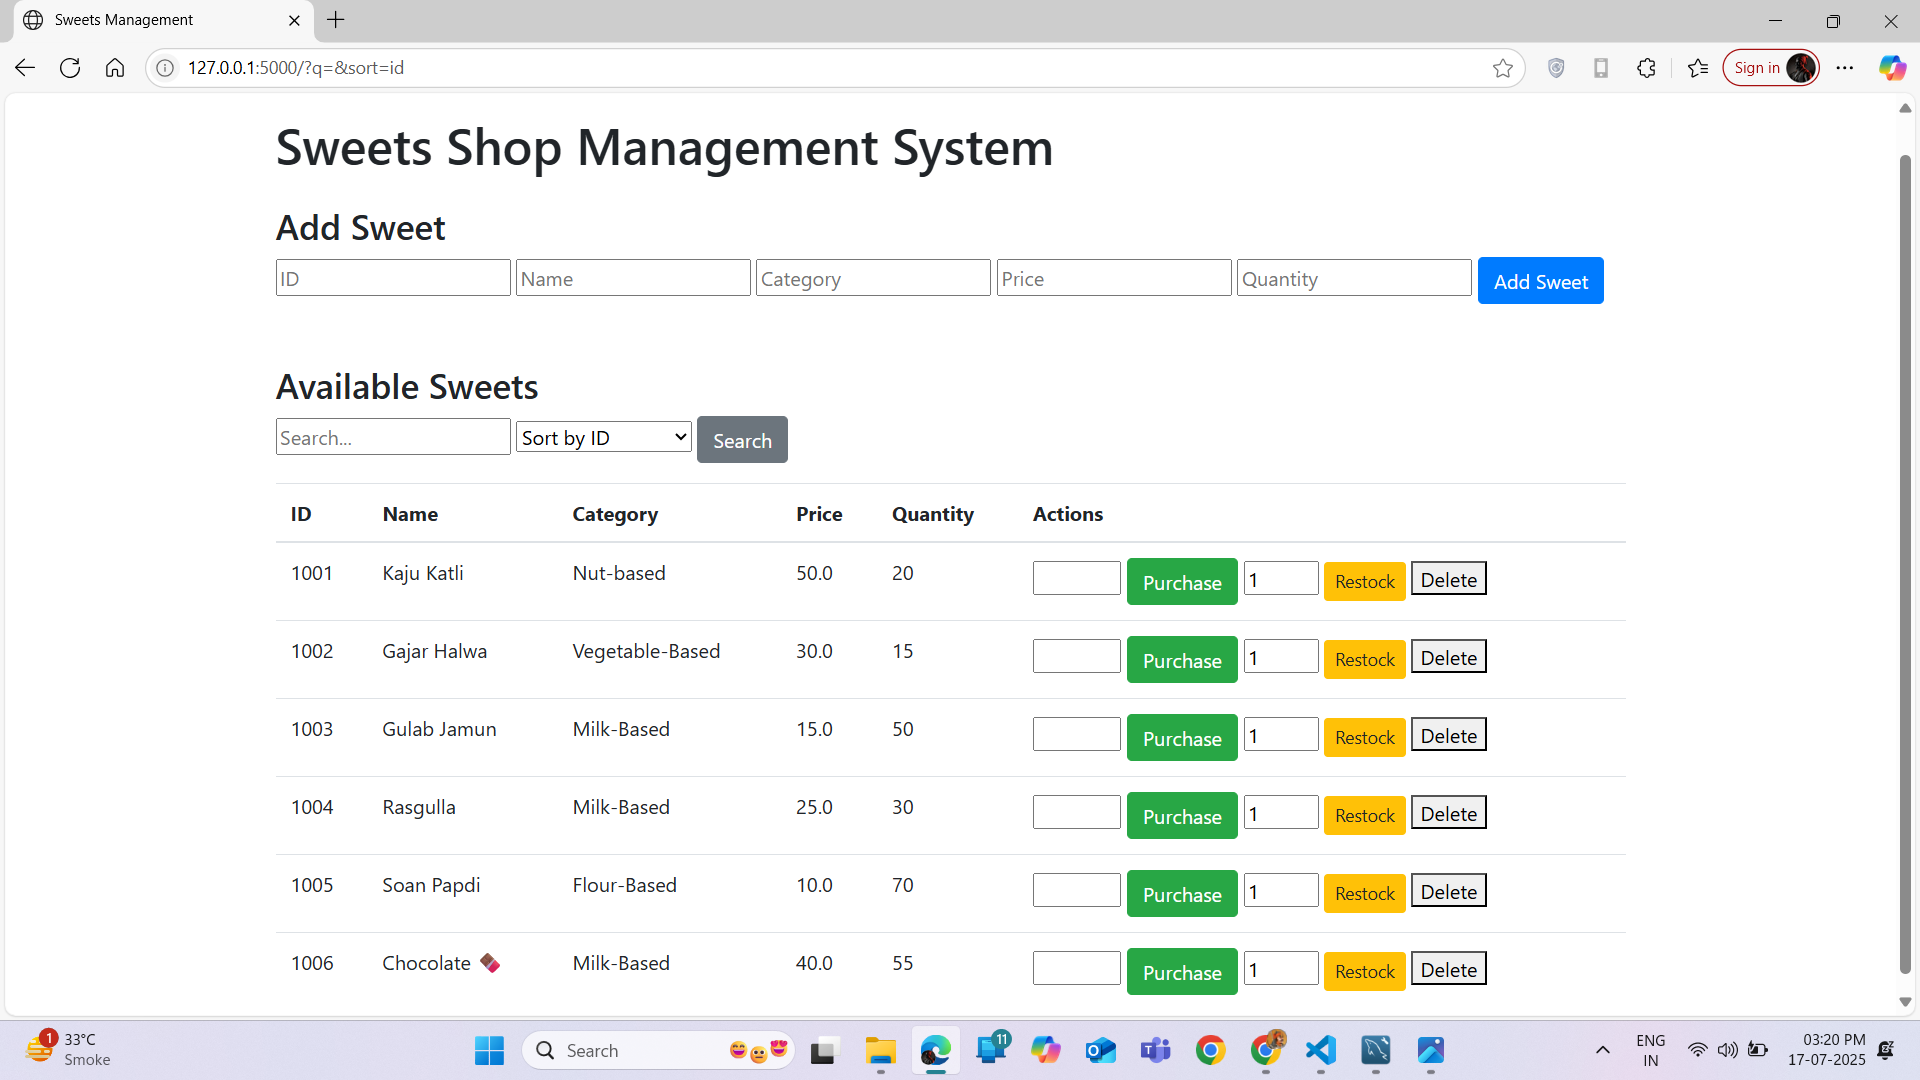 Sweets Management
127.0.0.1:5000/?q=&sort=id
Sign in
Sweets Shop Management System
Add Sweet
ID Name Category Price Quantity Add Sweet
Available Sweets
Search... Sort by ID Search
ID Name Category Price Quantity Actions
1001 Kaju Katli Nut-based 50.0 20 Purchase 1 Restock Delete
1002 Gajar Halwa Vegetable-Based 30.0 15 Purchase 1 Restock Delete
1003 Gulab Jamun Milk-Based 15.0 50 Purchase 1 Restock Delete
1004 Rasgulla Milk-Based 25.0 30 Purchase 1 Restock Delete
1005 Soan Papdi Flour-Based 10.0 70 Purchase 1 Restock Delete
1006 Chocolate 🍫 Milk-Based 40.0 55 Purchase 1 Restock Delete
1 33°C
Smoke
Search
11
ENG
IN
03:20 PM
17-07-2025